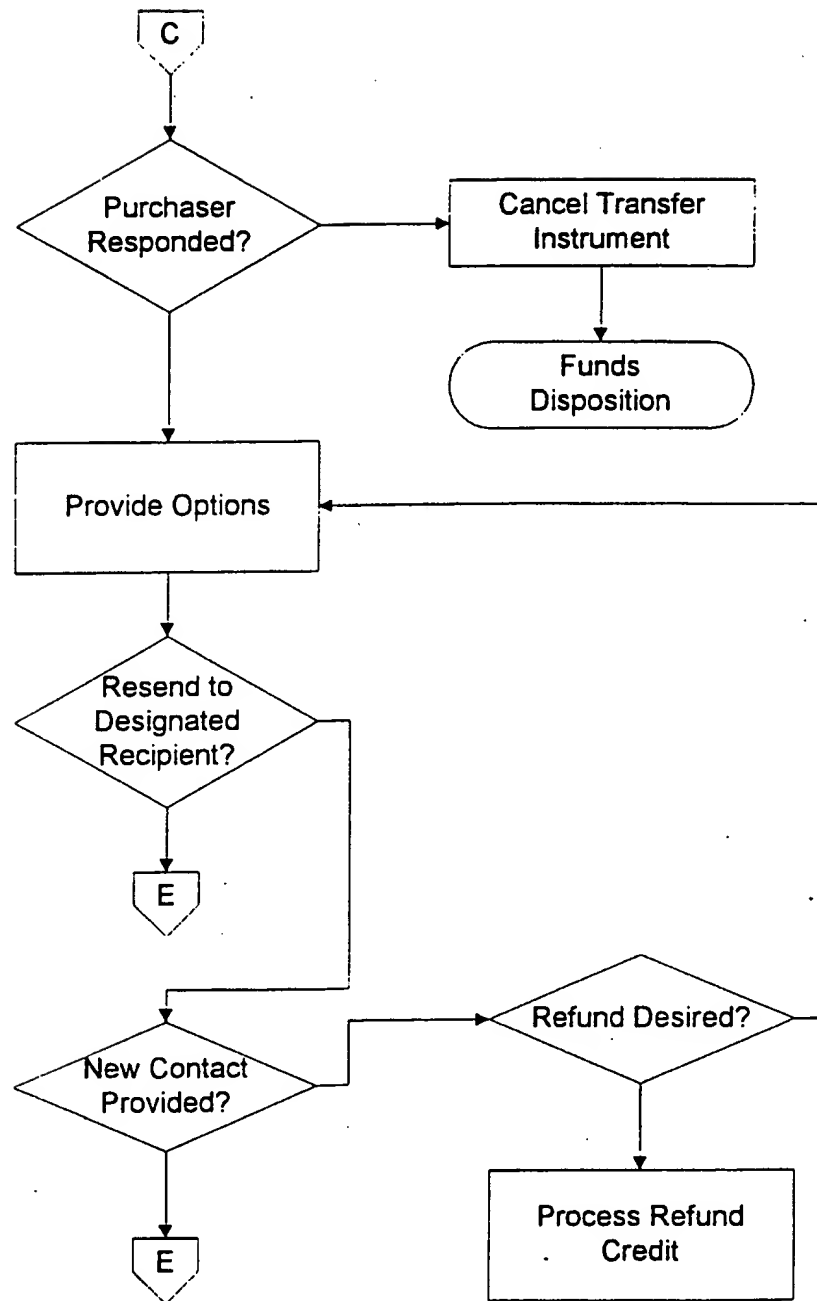 C
Purchaser
Responded?
Cancel Transfer
Instrument
Funds
Disposition
Provide Options
Resend to
Designated
Recipient?
E
New Contact
Provided?
Refund Desired?
E
Process Refund
Credit